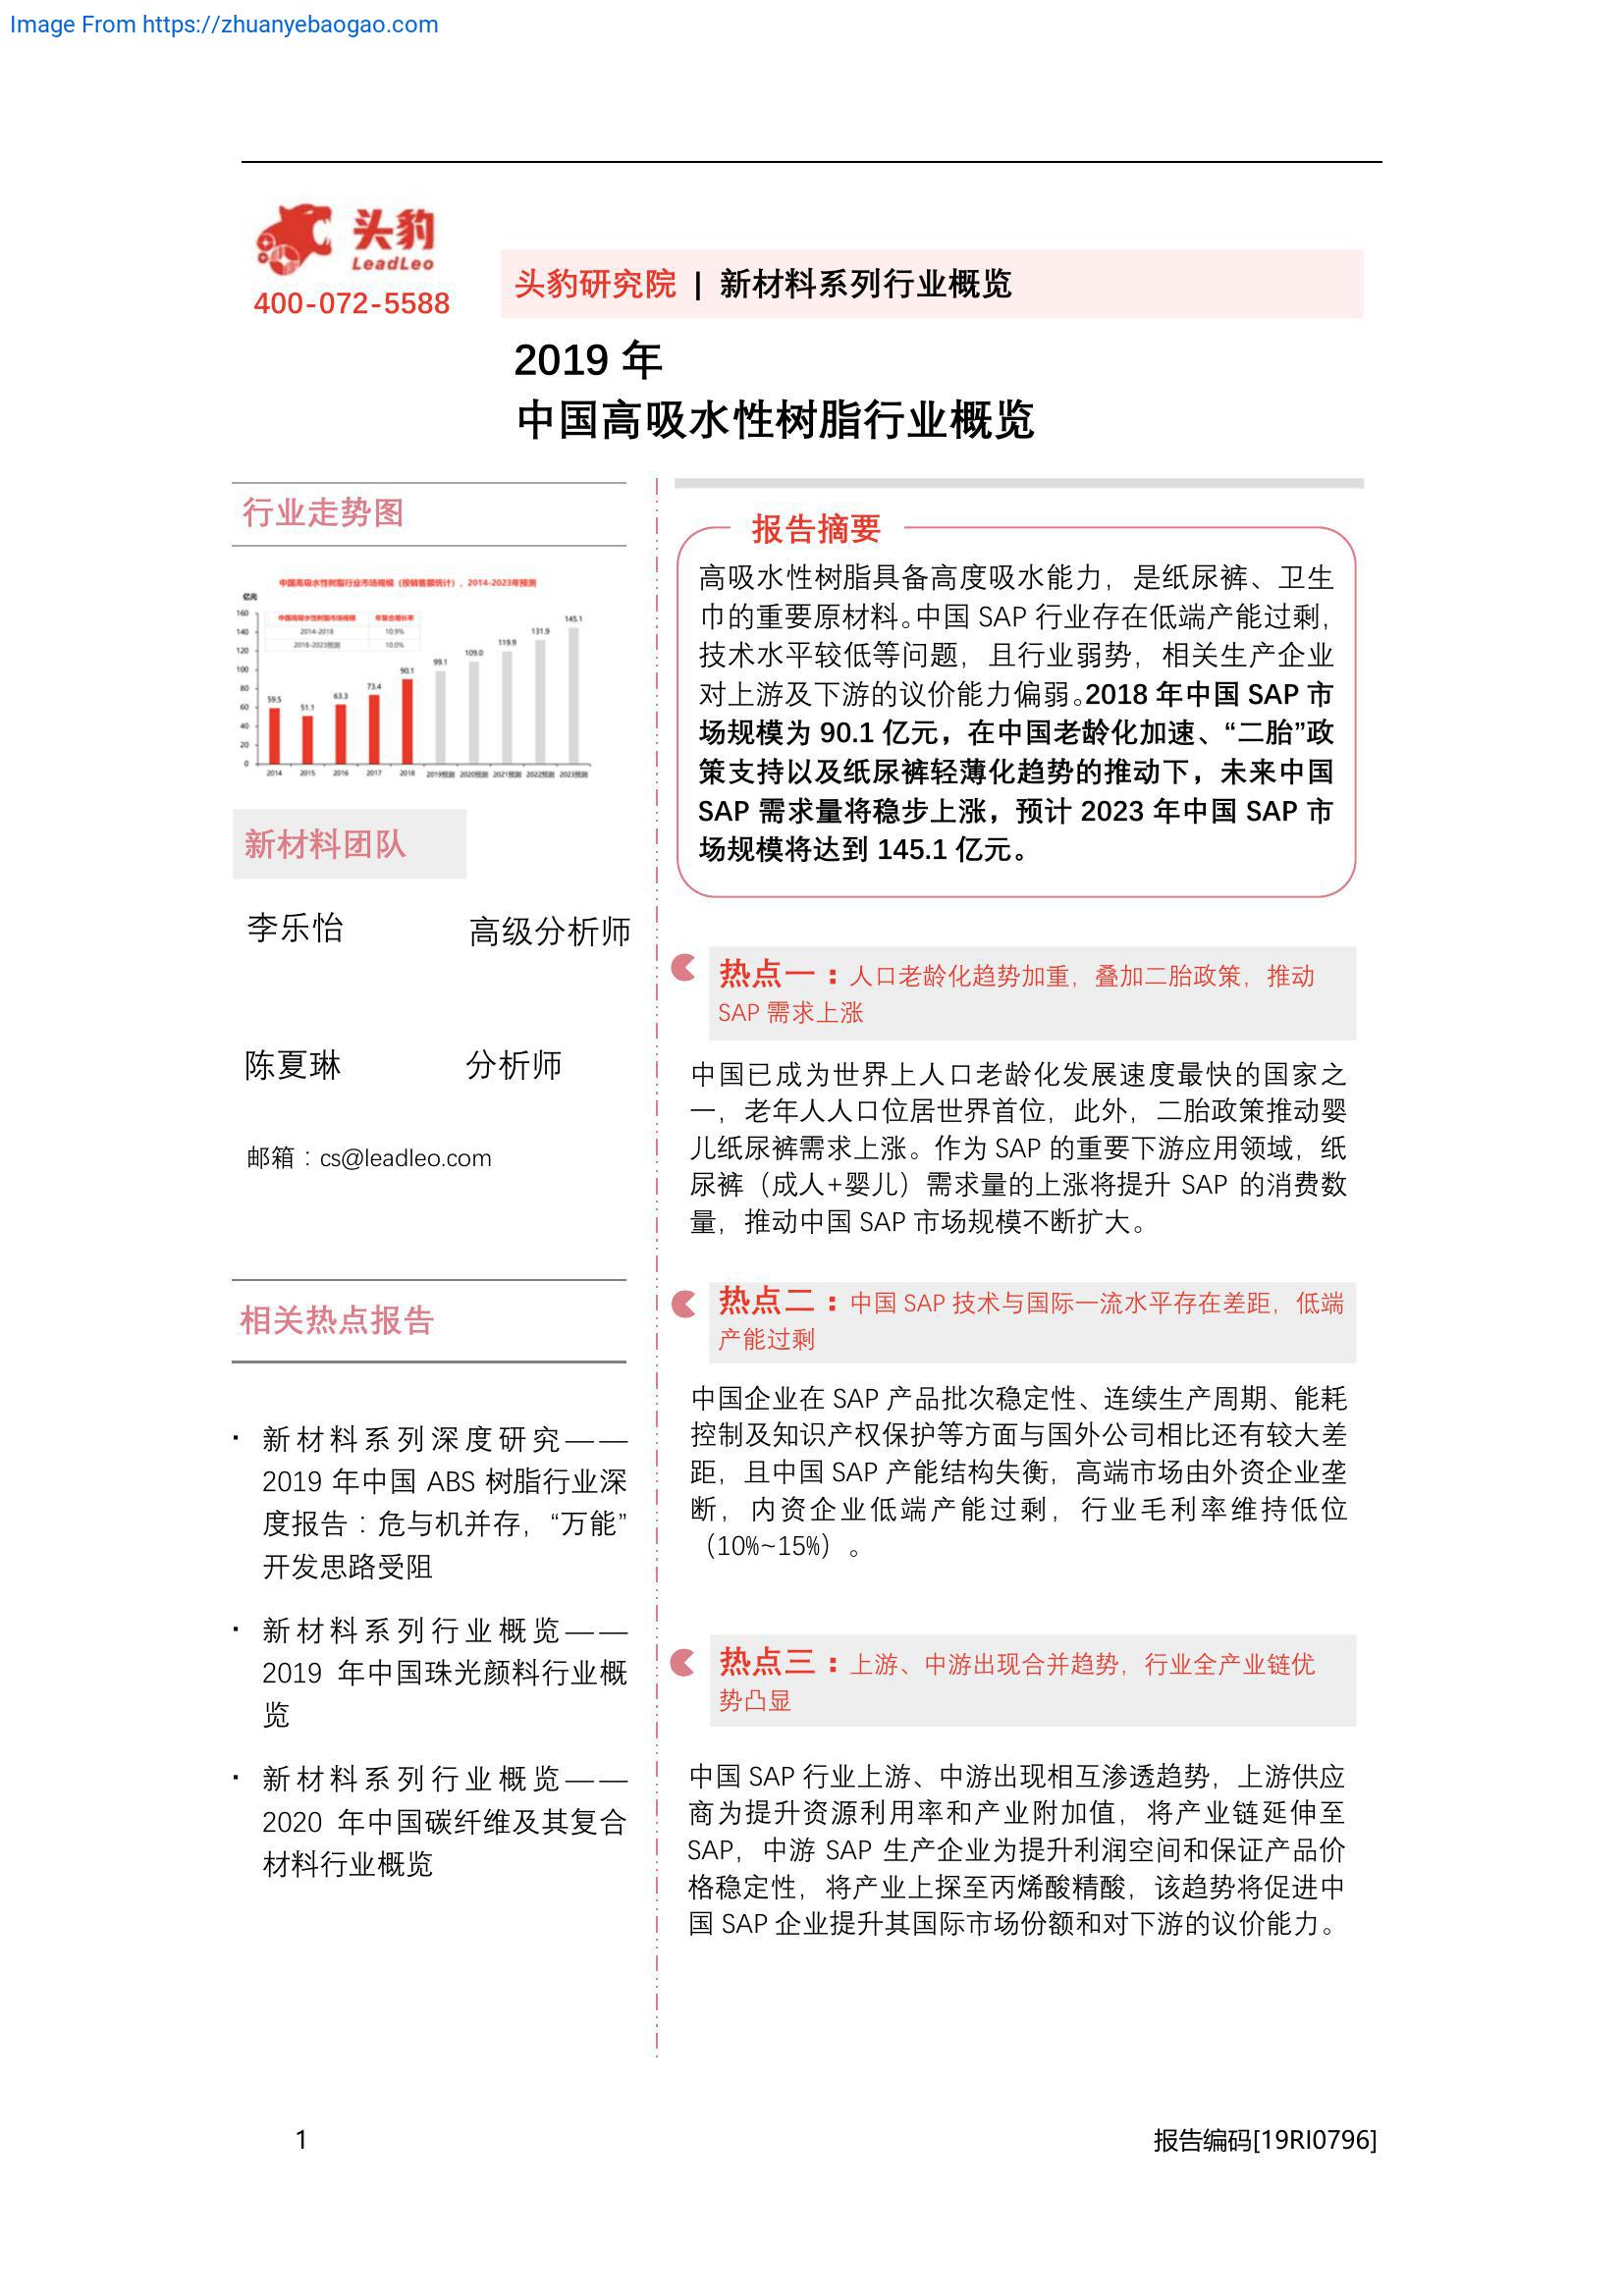 Image From https://zhuanyebaogao.com
头豹
LeadLeo
400-072-5588
头豹研究院 | 新材料系列行业概览
2019 年
中国高吸水性树脂行业概览
行业走势图
中国高吸水性树脂行业市场规模（按销售额统计），2014-2023年预测
亿元
中国高吸水性树脂市场规模 年复合增长率
2014-2018 10.9%
2018-2023预测 10.0%
160
140
120
100
80
60
40
20
0
59.5 51.1 63.3 73.4 90.1 99.1 109.0 119.9 131.9 145.1
2014 2015 2016 2017 2018 2019预测 2020预测 2021预测 2022预测 2023预测
新材料团队
李乐怡 高级分析师
陈夏琳 分析师
邮箱：cs@leadleo.com
相关热点报告
· 新材料系列深度研究——
2019 年中国 ABS 树脂行业深
度报告：危与机并存，“万能”
开发思路受阻
· 新材料系列行业概览——
2019 年中国珠光颜料行业概
览
· 新材料系列行业概览——
2020 年中国碳纤维及其复合
材料行业概览
报告摘要
高吸水性树脂具备高度吸水能力，是纸尿裤、卫生
巾的重要原材料。中国 SAP 行业存在低端产能过剩，
技术水平较低等问题，且行业弱势，相关生产企业
对上游及下游的议价能力偏弱。2018 年中国 SAP 市
场规模为 90.1 亿元，在中国老龄化加速、“二胎”政
策支持以及纸尿裤轻薄化趋势的推动下，未来中国
SAP 需求量将稳步上涨，预计 2023 年中国 SAP 市
场规模将达到 145.1 亿元。
热点一：人口老龄化趋势加重，叠加二胎政策，推动
SAP 需求上涨
中国已成为世界上人口老龄化发展速度最快的国家之
一，老年人人口位居世界首位，此外，二胎政策推动婴
儿纸尿裤需求上涨。作为 SAP 的重要下游应用领域，纸
尿裤（成人+婴儿）需求量的上涨将提升 SAP 的消费数
量，推动中国 SAP 市场规模不断扩大。
热点二：中国 SAP 技术与国际一流水平存在差距，低端
产能过剩
中国企业在 SAP 产品批次稳定性、连续生产周期、能耗
控制及知识产权保护等方面与国外公司相比还有较大差
距，且中国 SAP 产能结构失衡，高端市场由外资企业垄
断，内资企业低端产能过剩，行业毛利率维持低位
（10%~15%）。
热点三：上游、中游出现合并趋势，行业全产业链优
势凸显
中国 SAP 行业上游、中游出现相互渗透趋势，上游供应
商为提升资源利用率和产业附加值，将产业链延伸至
SAP，中游 SAP 生产企业为提升利润空间和保证产品价
格稳定性，将产业上探至丙烯酸精酸，该趋势将促进中
国 SAP 企业提升其国际市场份额和对下游的议价能力。
1
报告编码[19RI0796]